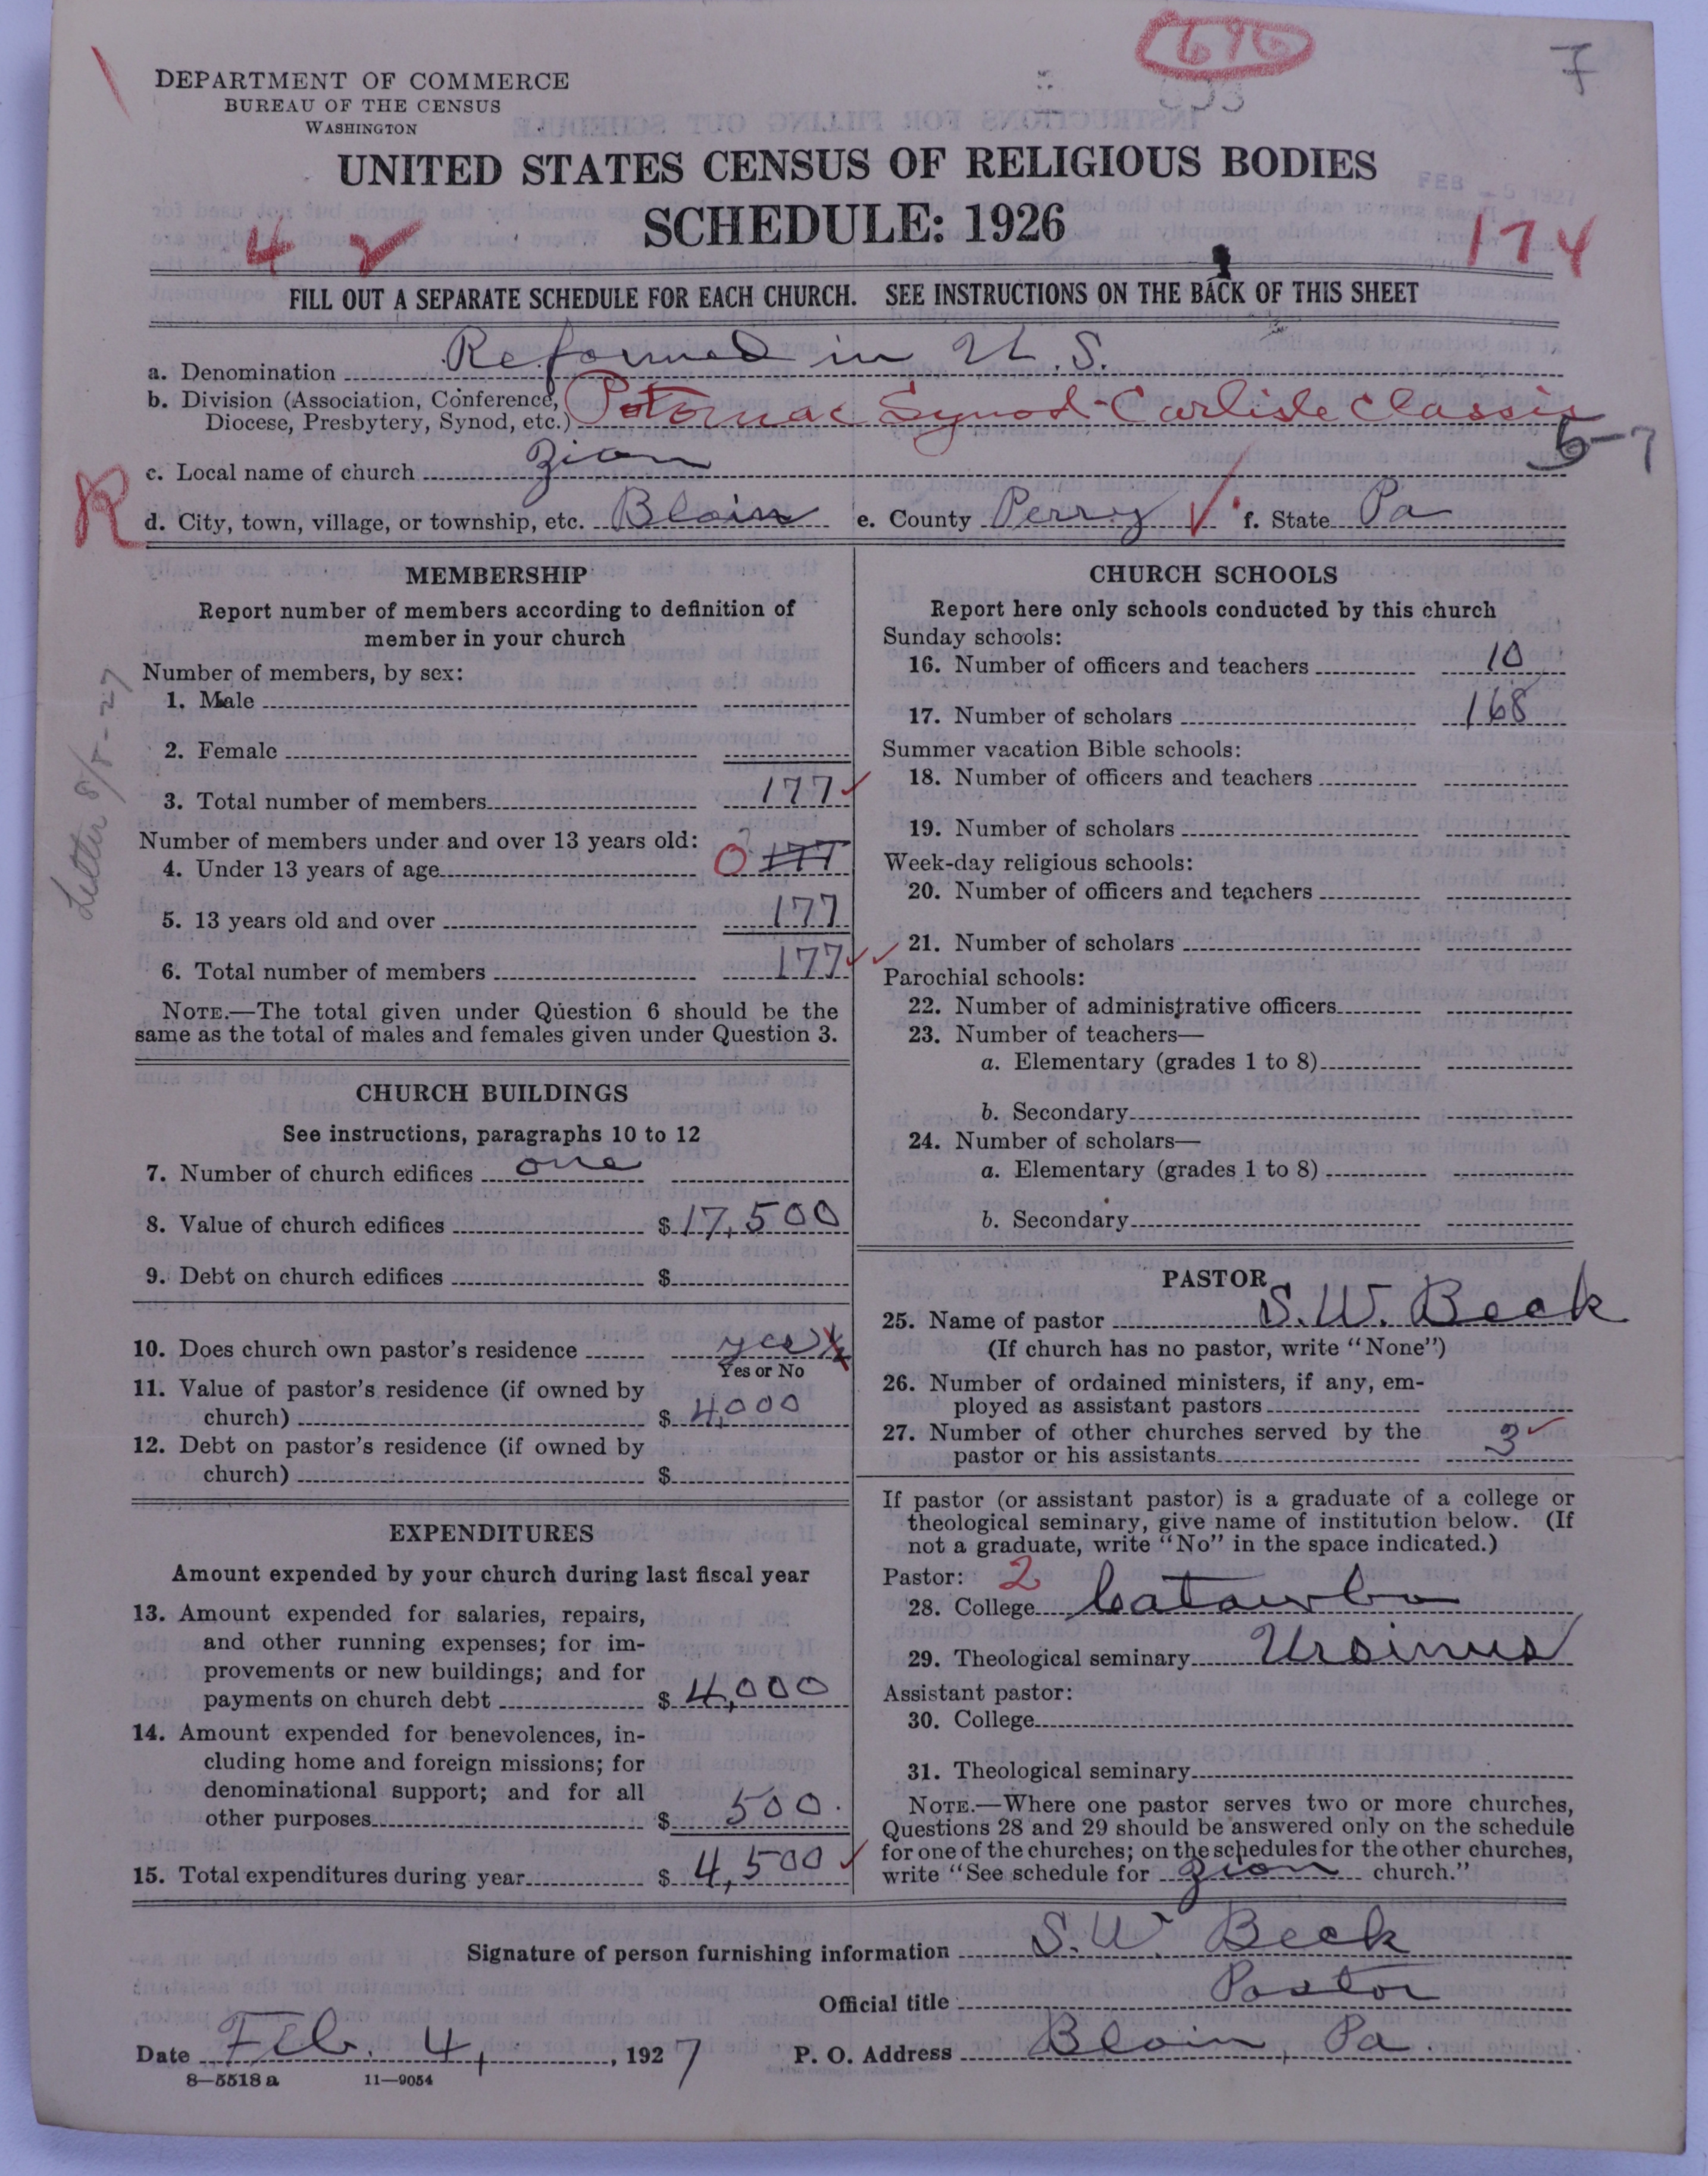 696
7
DEPARTMENT OF COMMERCE
BUREAU OF THE CENSUS
WASHINGTON
UNITED STATES CENSUS OF RELIGIOUS BODIES
FEB 5 1927
SCHEDULE: 1926
4
174
FILL OUT A SEPARATE SCHEDULE FOR EACH CHURCH. SEE INSTRUCTIONS ON THE BACK OF THIS SHEET
a. Denomination Reformed in U.S.
b. Division (Association, Conference, Diocese, Presbytery, Synod, etc.) Potomac Synod-Carlisle Classis
5-7
c. Local name of church Zion
R
d. City, town, village, or township, etc. Blain e. County Perry f. State Pa
MEMBERSHIP
Report number of members according to definition of
member in your church
Number of members, by sex:
1. Male
2. Female
3. Total number of members 177
Number of members under and over 13 years old:
4. Under 13 years of age 0 177
5. 13 years old and over 177
6. Total number of members 177
NOTE.—The total given under Question 6 should be the
same as the total of males and females given under Question 3.
Letter 8/8-27
CHURCH BUILDINGS
See instructions, paragraphs 10 to 12
7. Number of church edifices one
8. Value of church edifices $ 17,500
9. Debt on church edifices $
10. Does church own pastor's residence yes
Yes or No
11. Value of pastor's residence (if owned by
church) $ 4000
12. Debt on pastor's residence (if owned by
church) $
EXPENDITURES
Amount expended by your church during last fiscal year
13. Amount expended for salaries, repairs,
and other running expenses; for im-
provements or new buildings; and for
payments on church debt $ 4,000
14. Amount expended for benevolences, in-
cluding home and foreign missions; for
denominational support; and for all
other purposes $ 500.
15. Total expenditures during year $ 4,500
CHURCH SCHOOLS
Report here only schools conducted by this church
Sunday schools:
16. Number of officers and teachers 10
17. Number of scholars 168
Summer vacation Bible schools:
18. Number of officers and teachers
19. Number of scholars
Week-day religious schools:
20. Number of officers and teachers
21. Number of scholars
Parochial schools:
22. Number of administrative officers
23. Number of teachers—
a. Elementary (grades 1 to 8)
b. Secondary
24. Number of scholars—
a. Elementary (grades 1 to 8)
b. Secondary
PASTOR
25. Name of pastor S.W. Beck
(If church has no pastor, write "None")
26. Number of ordained ministers, if any, em-
ployed as assistant pastors
27. Number of other churches served by the
pastor or his assistants 3
If pastor (or assistant pastor) is a graduate of a college or
theological seminary, give name of institution below. (If
not a graduate, write "No" in the space indicated.)
Pastor: 2
28. College Catawba
29. Theological seminary Ursinus
Assistant pastor:
30. College
31. Theological seminary
NOTE.—Where one pastor serves two or more churches,
Questions 28 and 29 should be answered only on the schedule
for one of the churches; on the schedules for the other churches,
write "See schedule for Zion church."
Signature of person furnishing information S.W. Beck
Official title Pastor
Date Feb. 4, 1927 P. O. Address Blain, Pa.
8—5518 a 11—9054